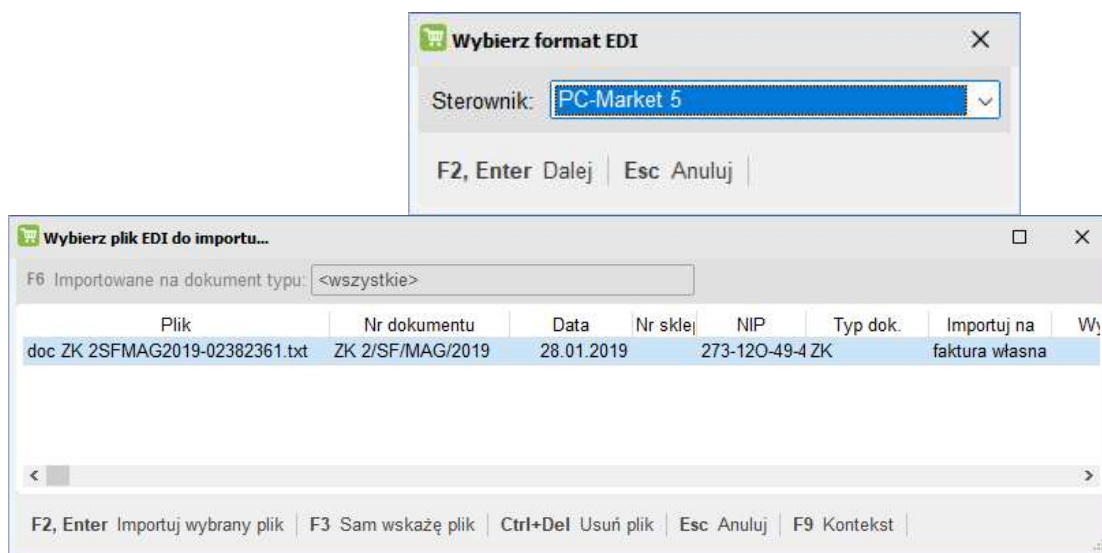 Wybierz format EDI
Sterownik: PC-Market 5
F2, Enter Dalej Esc Anuluj
Wybierz plik EDI do importu...
F6 Importowane na dokument typu: <wszystkie>
Plik Nr dokumentu Data Nr sklej NIP Typ dok. Importuj na Wy
doc ZK 2SFMAG2019-02382361.txt ZK 2/SF/MAG/2019 28.01.2019 273-12O-49-4 ZK faktura własna
F2, Enter Importuj wybrany plik F3 Sam wskażę plik Ctrl+Del Usuń plik Esc Anuluj F9 Kontekst